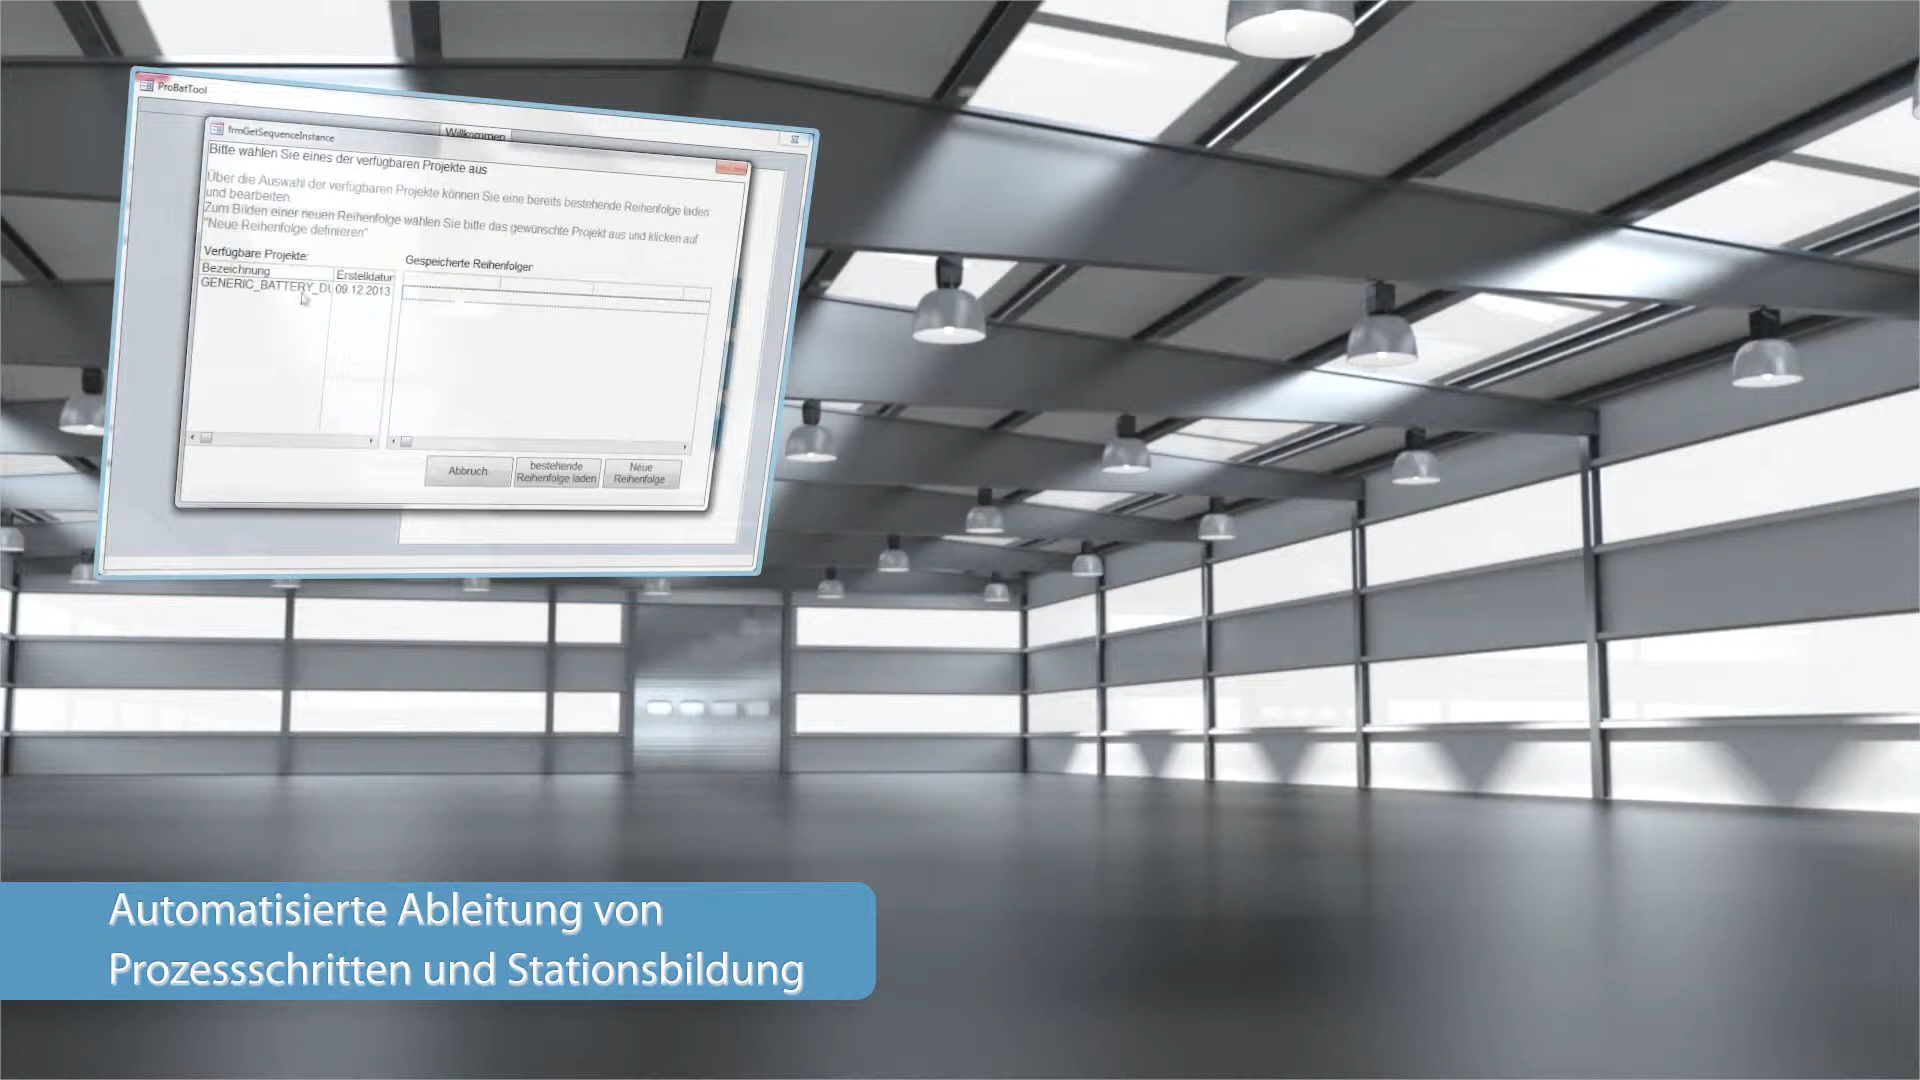 ProBatTool
Willkommen
frmGetSequenceInstance
Bitte wählen Sie eines der verfügbaren Projekte aus
Über die Auswahl der verfügbaren Projekte können Sie eine bereits bestehende Reihenfolge laden
und bearbeiten.
Zum Bilden einer neuen Reihenfolge wählen Sie bitte das gewünschte Projekt aus und klicken auf
"Neue Reihenfolge definieren"
Verfügbare Projekte:
Gespeicherte Reihenfolgen:
Bezeichnung
Erstelldatum
GENERIC_BATTERY_DU
09.12.2013
Abbruch
bestehende
Reihenfolge laden
Neue
Reihenfolge
Automatisierte Ableitung von
Prozessschritten und Stationsbildung